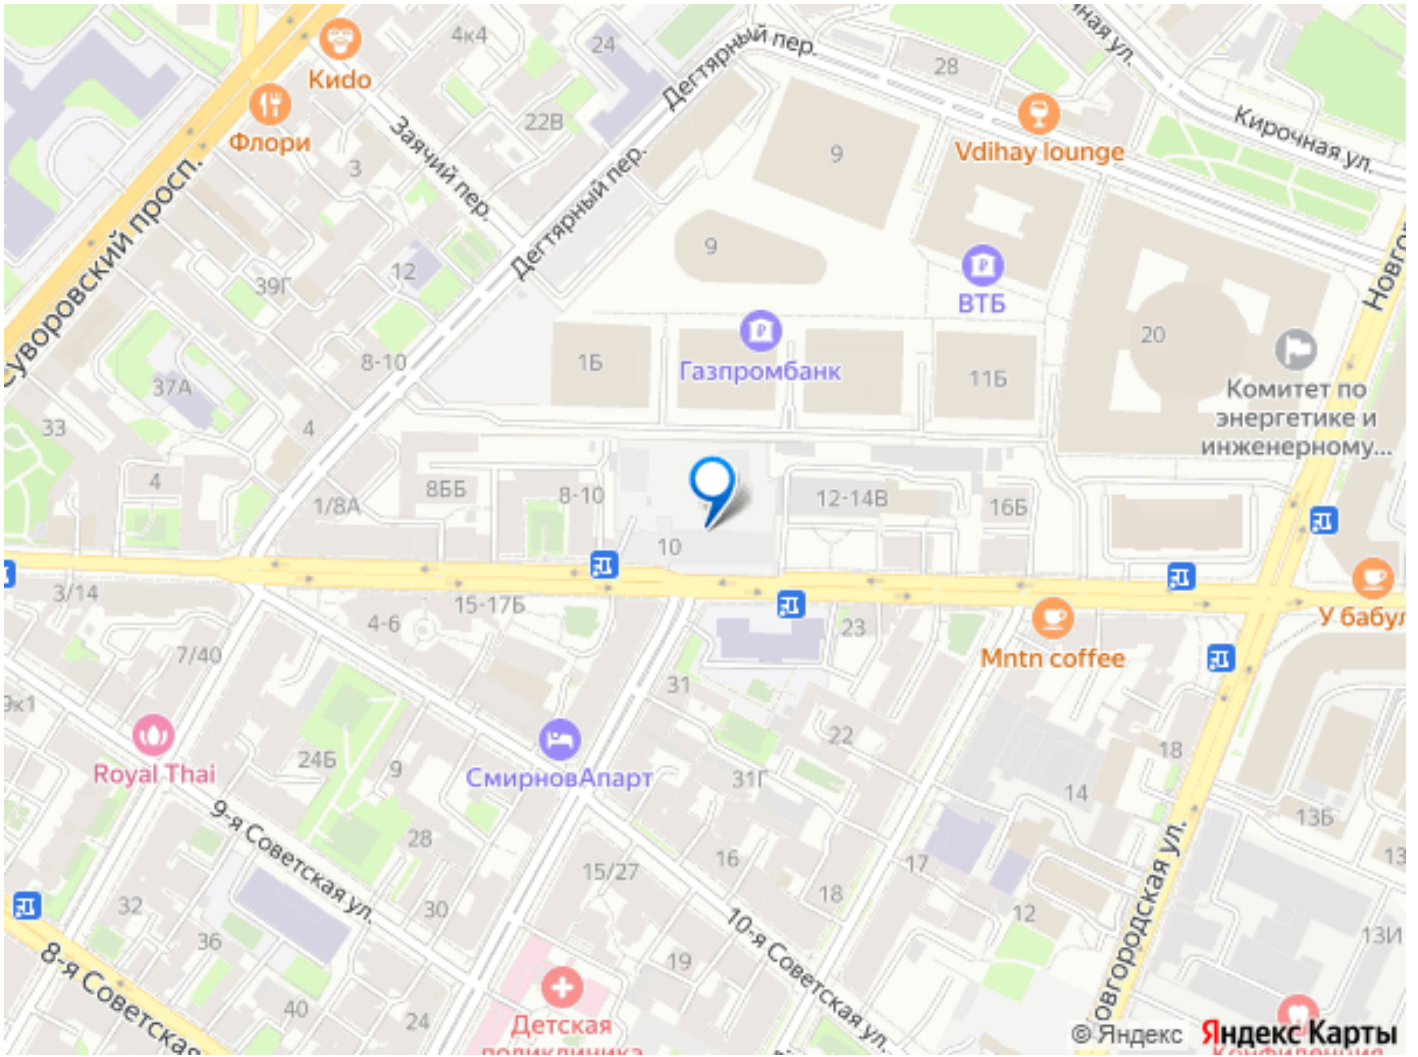 4к4
24
Дегтярный пер.
28
Кидо
22В
Флори
Заячий пер.
3
9
Vdihay lounge
Кирочная ул.
Суворовский просп.
Дегтярный пер.
12
39Г
9
ВТБ
20
8-10
1Б
Газпромбанк
11Б
37А
Комитет по
энергетике и
инженерному...
33
4
4
8ББ
8-10
1/8А
12-14В
16Б
10
3/14
15-17Б
4-6
23
У бабул
7/40
Mntn coffee
31
9к1
22
18
Royal Thai
24Б
9
СмирновАпарт
31Г
14
13Б
9-я Советская ул.
28
15/27
16
17
13
18
32
30
12
36
10-я Советская ул.
13И
8-я Советская
19
40
24
Детская
поликлиника
© Яндекс
Яндекс Карты